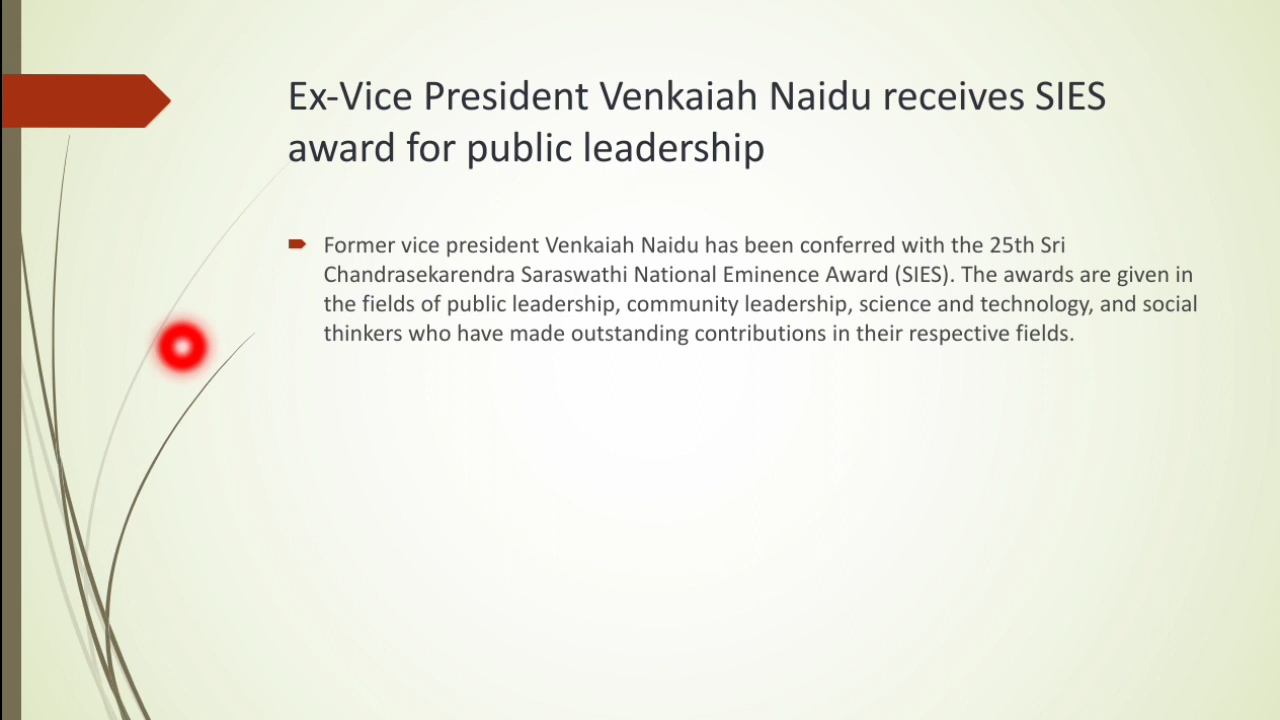 Ex-Vice President Venkaiah Naidu receives SIES
award for public leadership
Former vice president Venkaiah Naidu has been conferred with the 25th Sri
Chandrasekarendra Saraswathi National Eminence Award (SIES). The awards are given in
the fields of public leadership, community leadership, science and technology, and social
thinkers who have made outstanding contributions in their respective fields.